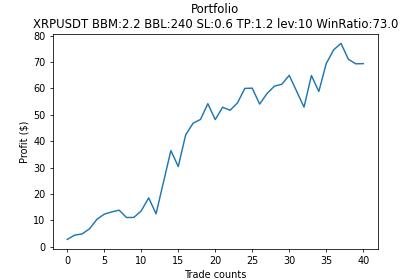 Portfolio
XRPUSDT BBM:2.2 BBL:240 SL:0.6 TP:1.2 lev:10 WinRatio:73.0
80
70
60
50
40
30
20
10
0
Profit ($)
0 5 10 15 20 25 30 35 40
Trade counts